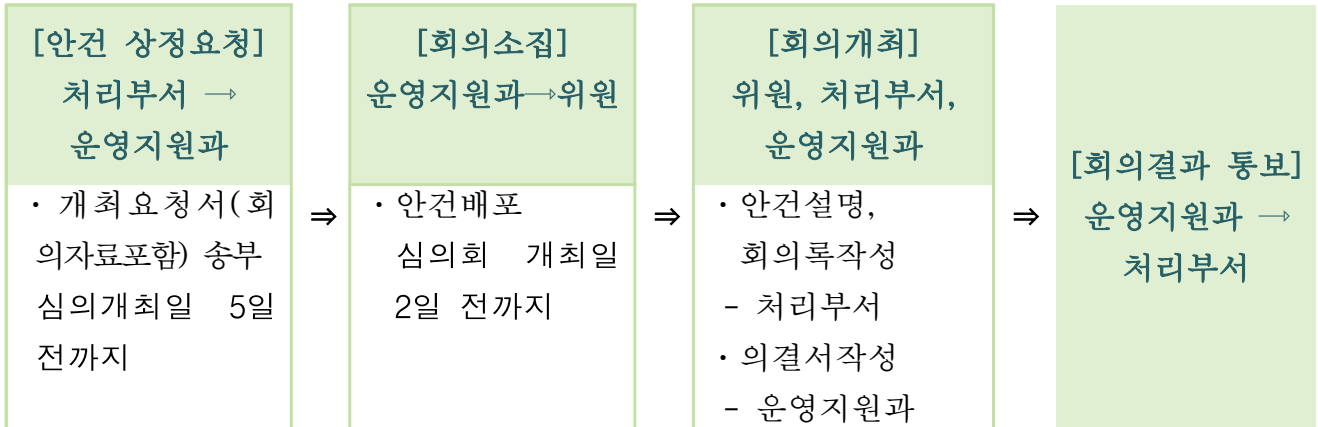 [안건 상정요청]
처리부서 →
운영지원과
· 개최요청서(회
의자료포함) 송부
심의개최일 5일
전까지
⇒
[회의소집]
운영지원과→위원
· 안건배포
심의회 개최일
2일 전까지
⇒
[회의개최]
위원, 처리부서,
운영지원과
· 안건설명,
회의록작성
- 처리부서
· 의결서작성
- 운영지원과
⇒
[회의결과 통보]
운영지원과 →
처리부서